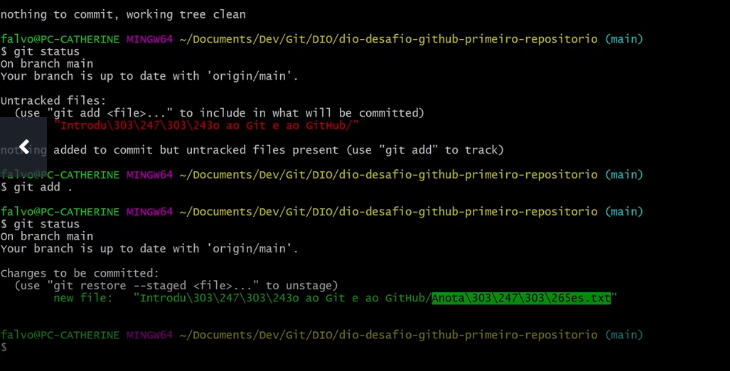 nothing to commit, working tree clean
falvo@PC-CATHERINE MINGW64 ~/Documents/Dev/Git/DIO/dio-desafio-github-primeiro-repositorio (main)
$ git status
On branch main
Your branch is up to date with 'origin/main'.
Untracked files:
(use "git add <file>..." to include in what will be committed)
"Introdu\303\247\303\243o ao Git e ao GitHub/"
nothing added to commit but untracked files present (use "git add" to track)
falvo@PC-CATHERINE MINGW64 ~/Documents/Dev/Git/DIO/dio-desafio-github-primeiro-repositorio (main)
$ git add .
falvo@PC-CATHERINE MINGW64 ~/Documents/Dev/Git/DIO/dio-desafio-github-primeiro-repositorio (main)
$ git status
On branch main
Your branch is up to date with 'origin/main'.
Changes to be committed:
(use "git restore --staged <file>..." to unstage)
new file: "Introdu\303\247\303\243o ao Git e ao GitHub/Anota\303\247\303\265es.txt"
falvo@PC-CATHERINE MINGW64 ~/Documents/Dev/Git/DIO/dio-desafio-github-primeiro-repositorio (main)
$